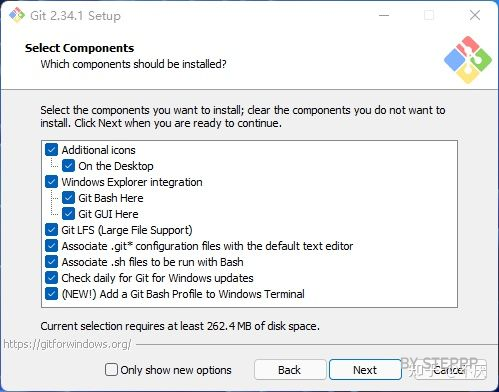 Git 2.34.1 Setup
Select Components
Which components should be installed?
Select the components you want to install; clear the components you do not want to
install. Click Next when you are ready to continue.
Additional icons
On the Desktop
Windows Explorer integration
Git Bash Here
Git GUI Here
Git LFS (Large File Support)
Associate .git* configuration files with the default text editor
Associate .sh files to be run with Bash
Check daily for Git for Windows updates
(NEW!) Add a Git Bash Profile to Windows Terminal
Current selection requires at least 262.4 MB of disk space.
https://gitforwindows.org/
Only show new options
Back
Next
Cancel
BY STEPPP